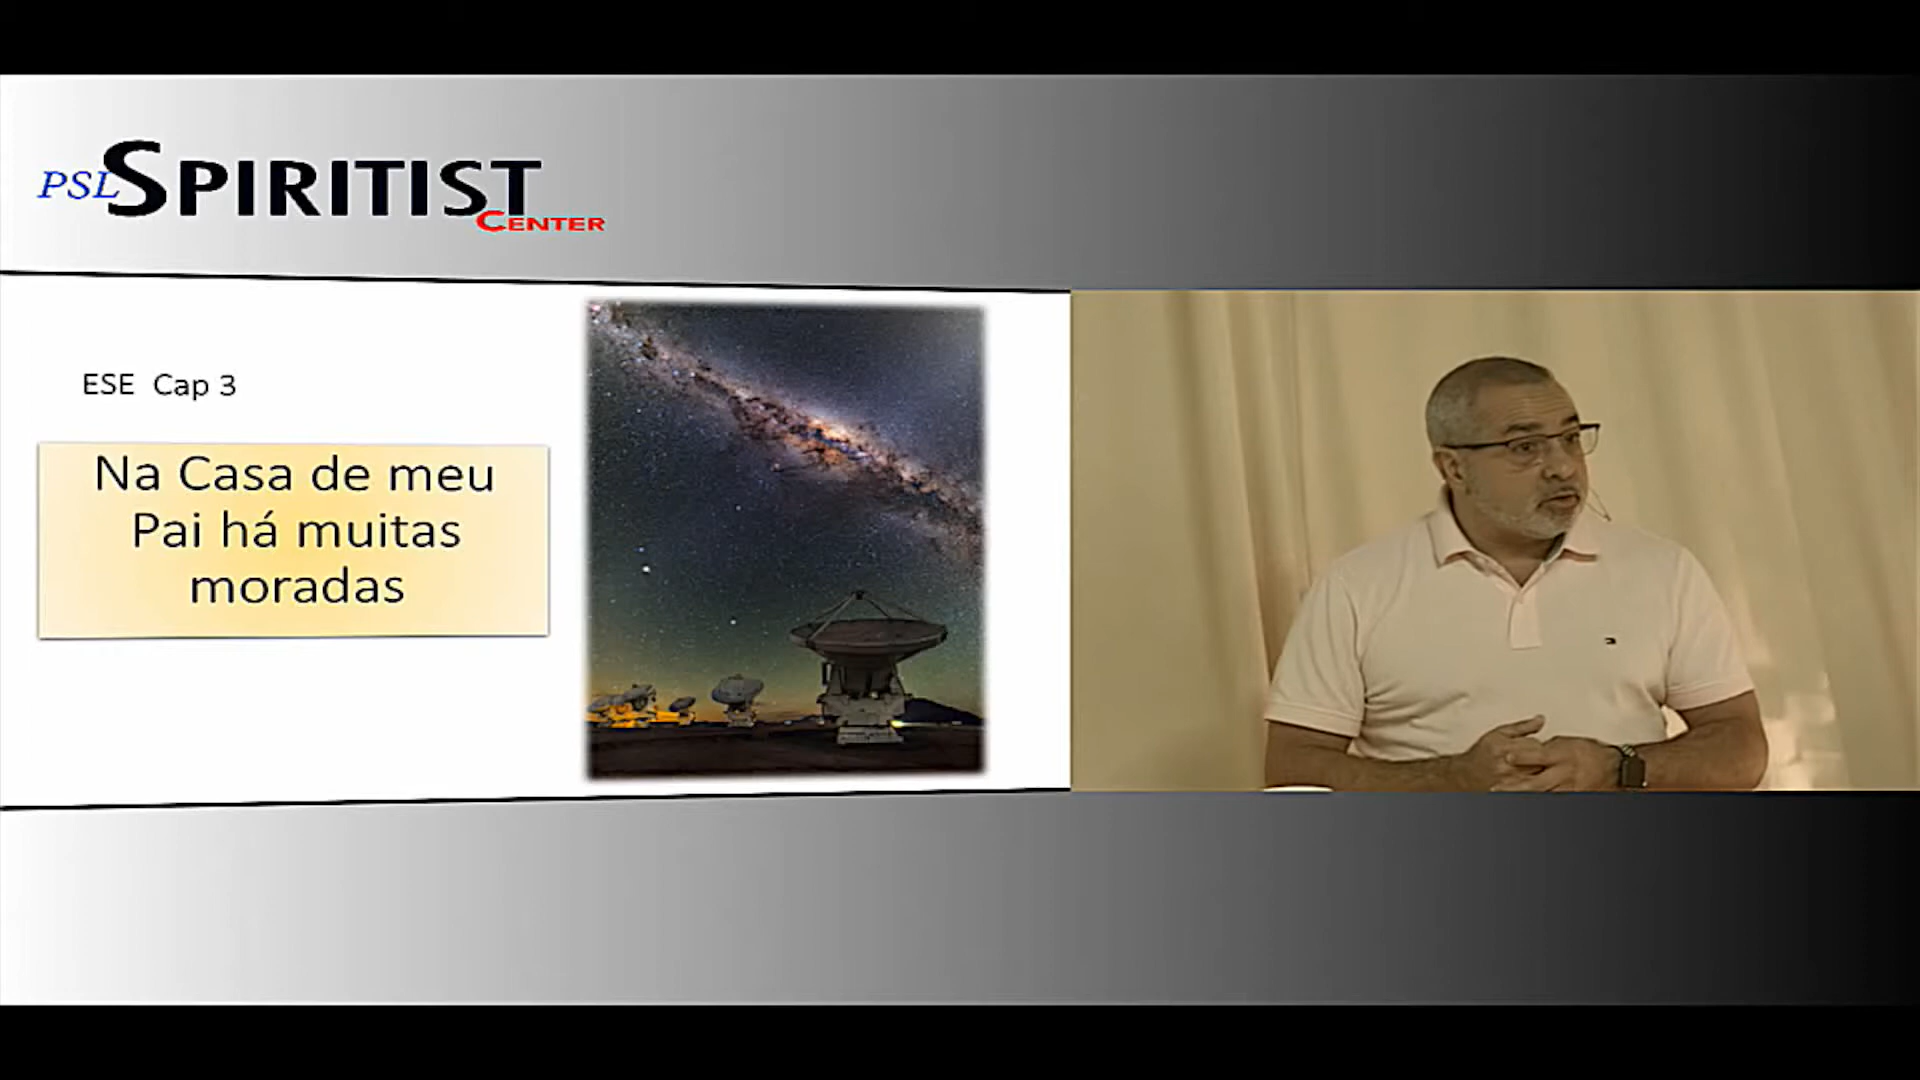 PSL SPIRITIST
CENTER
ESE Cap 3
Na Casa de meu
Pai há muitas
moradas